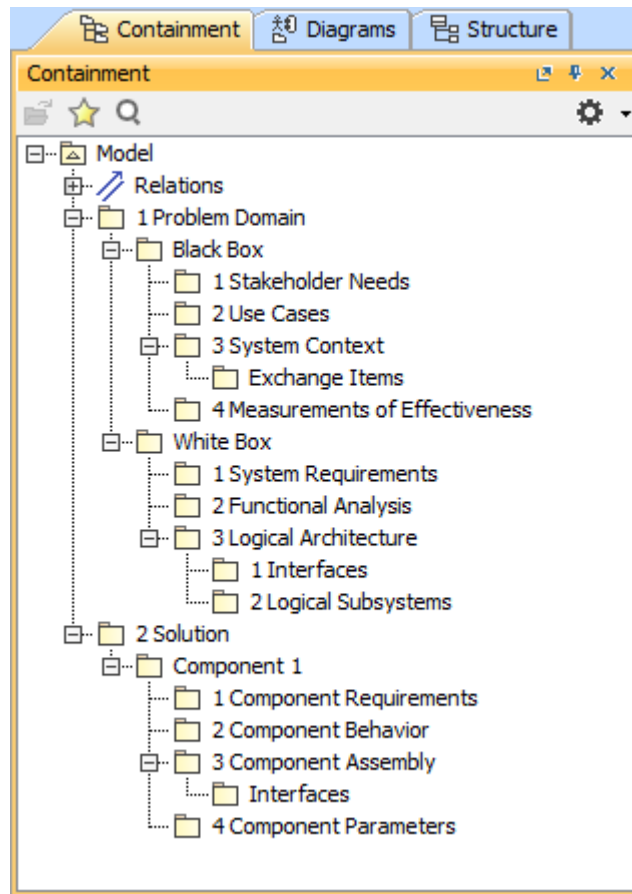 Containment Diagrams Structure
Containment
Model
Relations
1 Problem Domain
Black Box
1 Stakeholder Needs
2 Use Cases
3 System Context
Exchange Items
4 Measurements of Effectiveness
White Box
1 System Requirements
2 Functional Analysis
3 Logical Architecture
1 Interfaces
2 Logical Subsystems
2 Solution
Component 1
1 Component Requirements
2 Component Behavior
3 Component Assembly
Interfaces
4 Component Parameters